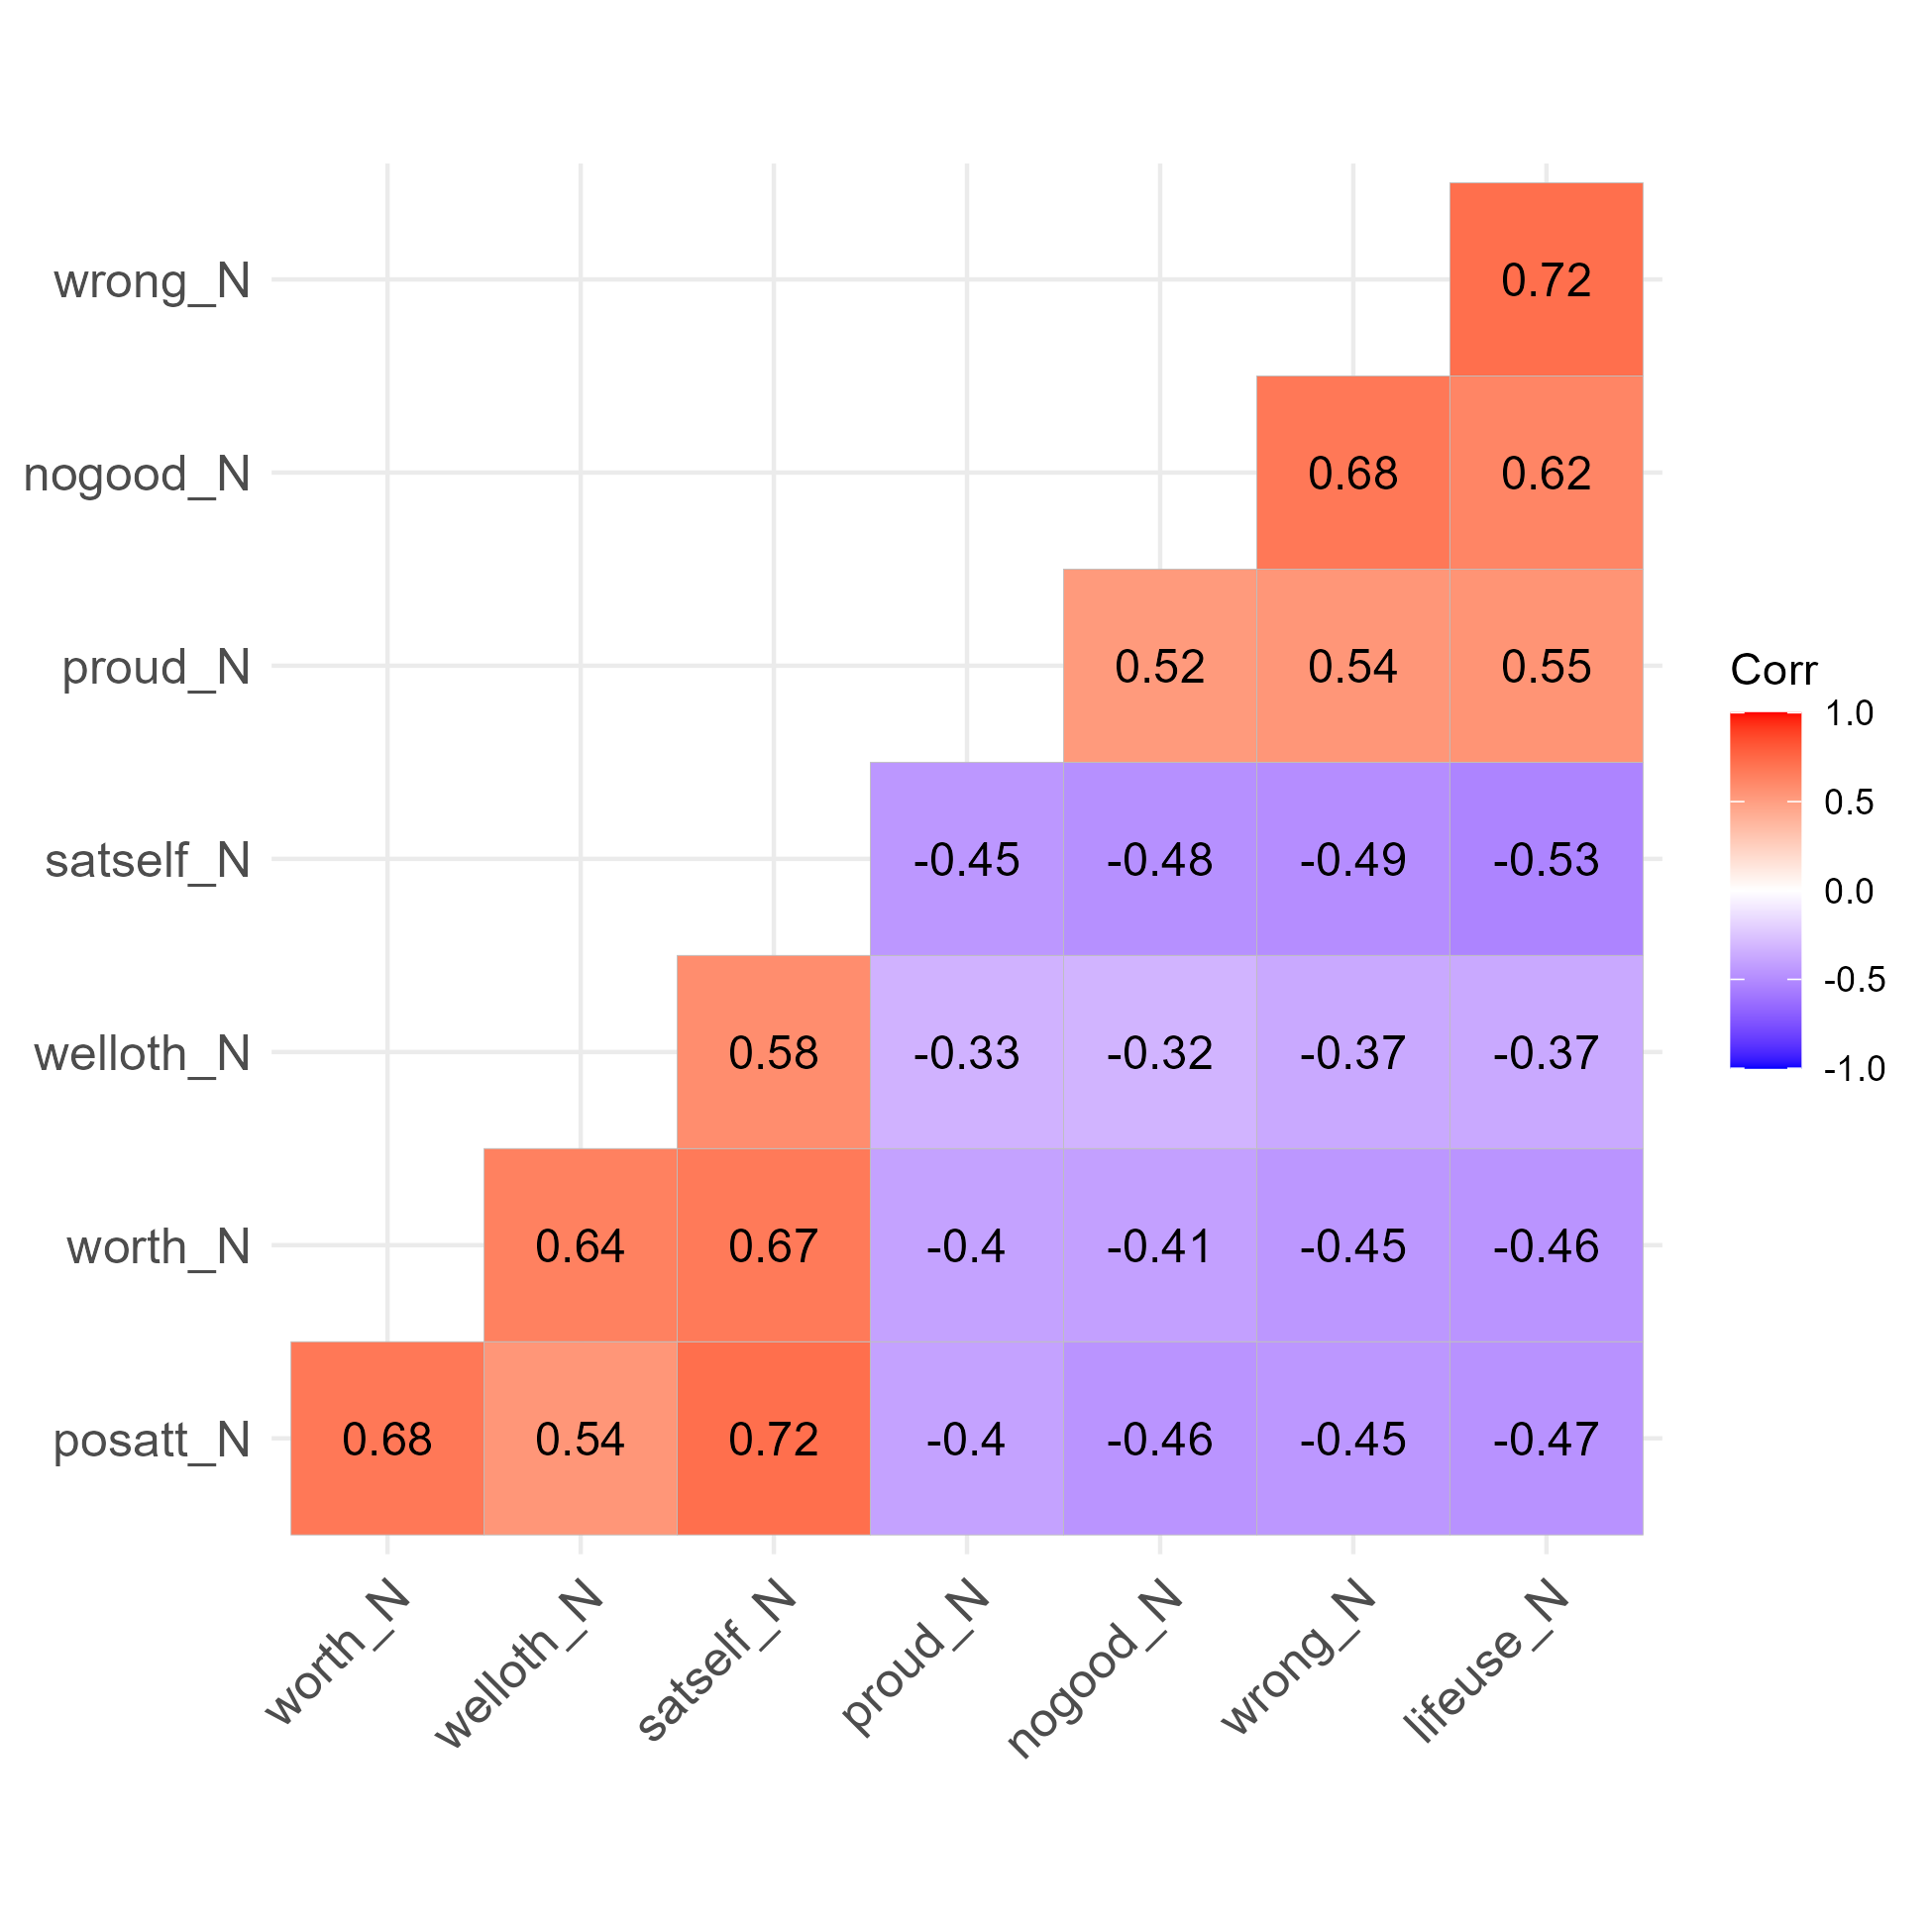 wrong_N 0.72
nogood_N 0.68 0.62
proud_N 0.52 0.54 0.55
satself_N -0.45 -0.48 -0.49 -0.53
welloth_N 0.58 -0.33 -0.32 -0.37 -0.37
worth_N 0.64 0.67 -0.4 -0.41 -0.45 -0.46
posatt_N 0.68 0.54 0.72 -0.4 -0.46 -0.45 -0.47
worth_N welloth_N satself_N proud_N nogood_N wrong_N lifeuse_N
Corr
1.0
0.5
0.0
-0.5
-1.0